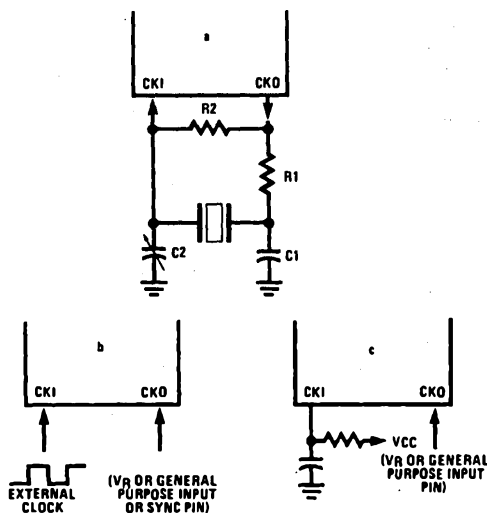 a
CKI
CKO
R2
R1
C2
C1
b
CKI
CKO
EXTERNAL
CLOCK
(VR OR GENERAL
PURPOSE INPUT
OR SYNC PIN)
c
CKI
CKO
VCC
(VR OR GENERAL
PURPOSE INPUT
PIN)